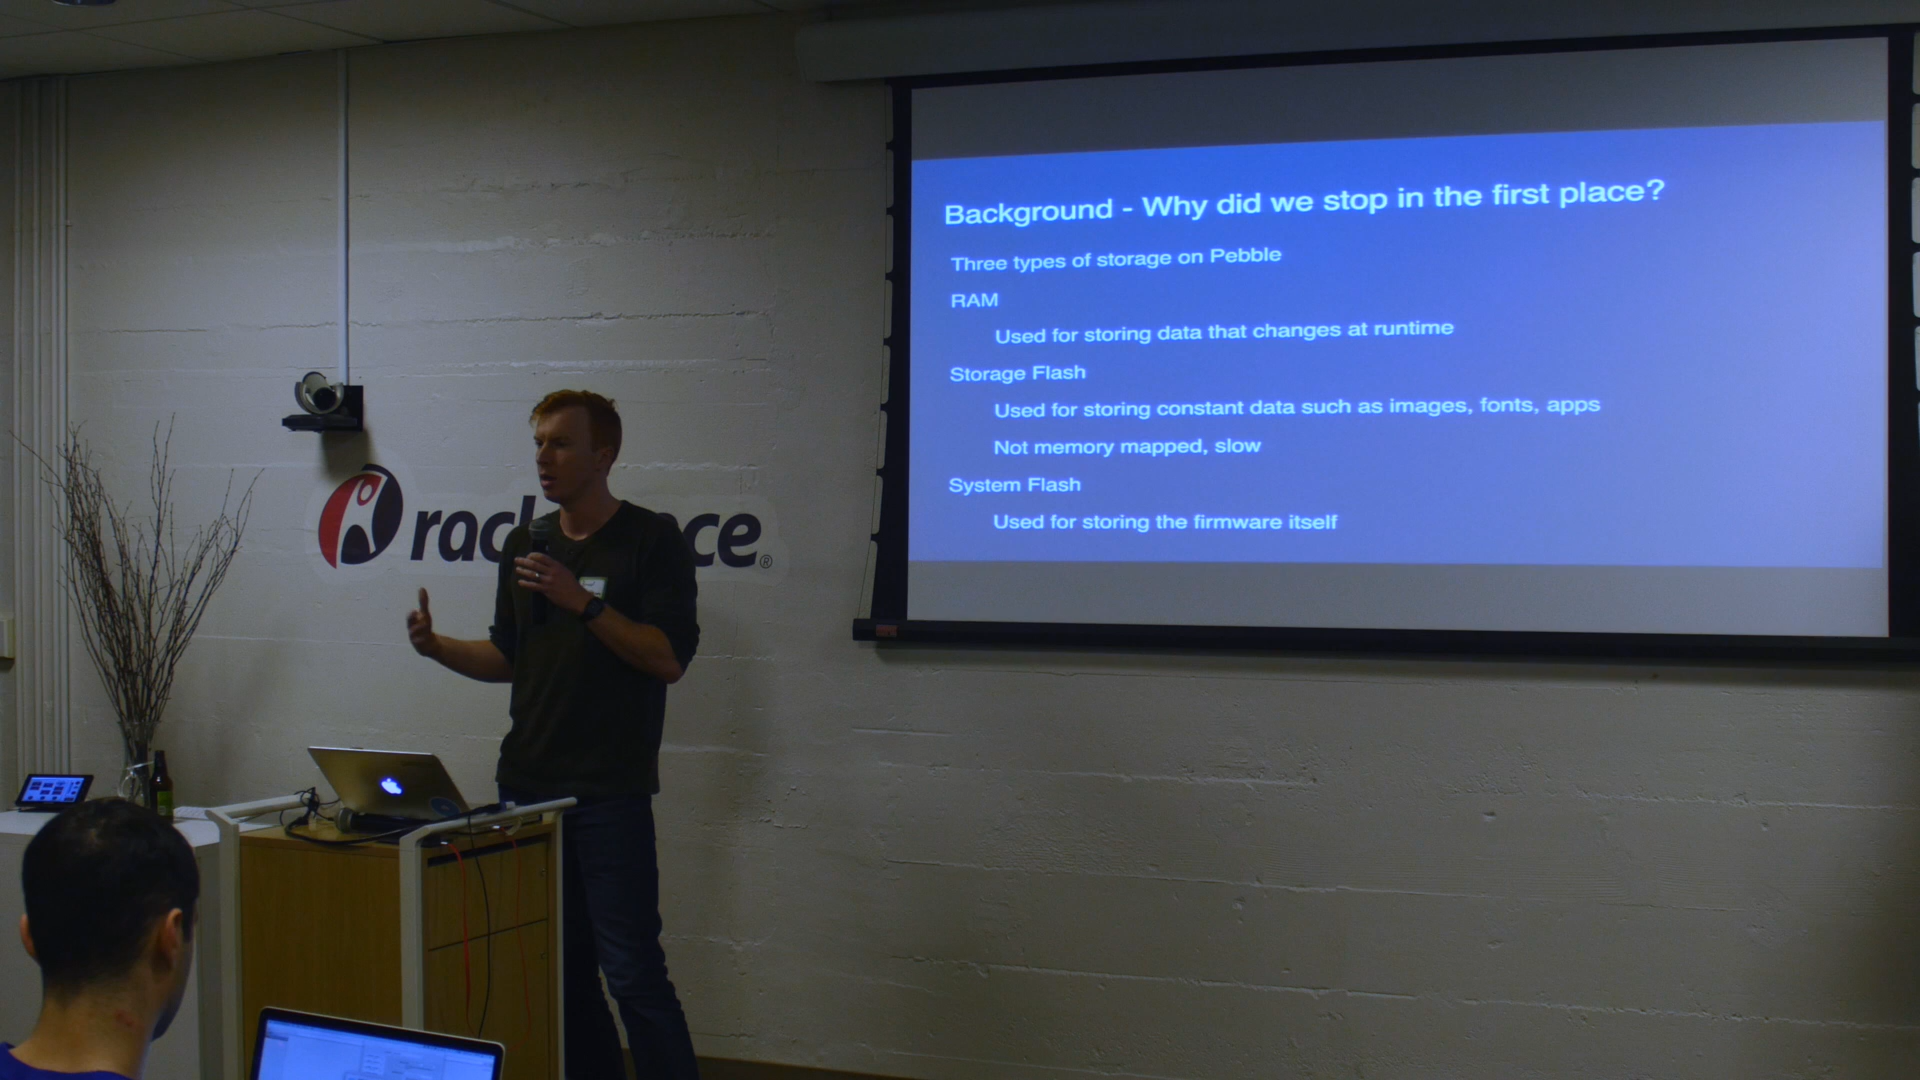 Background - Why did we stop in the first place?
Three types of storage on Pebble
RAM
Used for storing data that changes at runtime
Storage Flash
Used for storing constant data such as images, fonts, apps
Not memory mapped, slow
System Flash
Used for storing the firmware itself
rac ce®